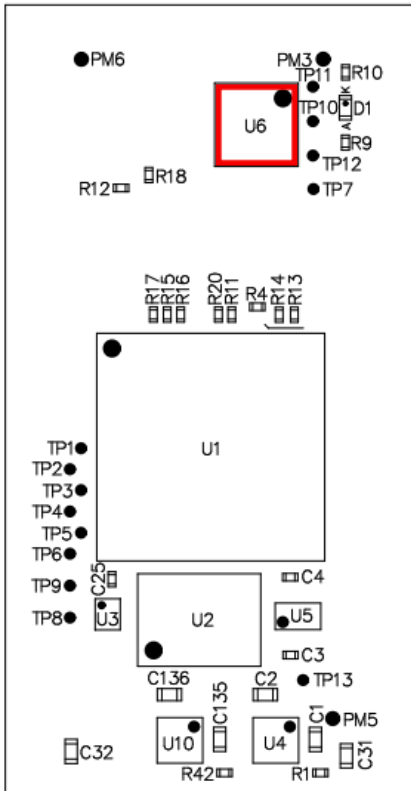 PM6
PM3
TP11
R10
K
TP10
D1
A
U6
R9
TP12
R18
R12
TP7
R17
R15
R16
R20
R11
R4
R14
R13
U1
TP1
TP2
TP3
TP4
TP5
TP6
C25
C4
TP9
U3
U2
U5
TP8
C3
C136
C2
TP13
C135
C1
PM5
C32
U10
U4
C31
R42
R1